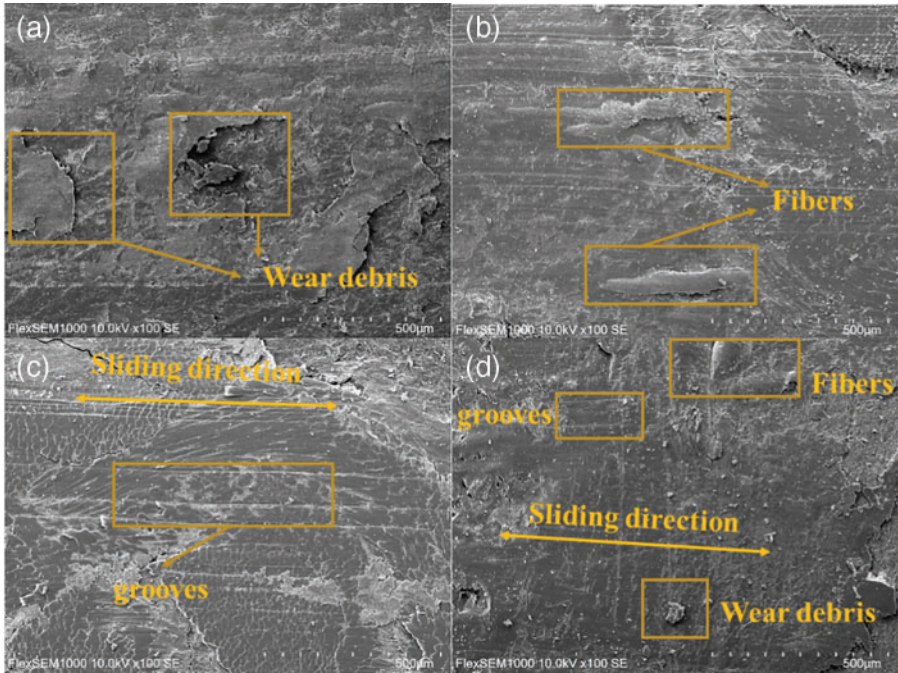 (a)
Wear debris
FlexSEM1000 10.0kV x100 SE
500μm
(b)
Fibers
FlexSEM1000 10.0kV x100 SE
500μm
(c)
Sliding direction
grooves
FlexSEM1000 10.0kV x100 SE
500μm
(d)
Fibers
grooves
Sliding direction
Wear debris
FlexSEM1000 10.0kV x100 SE
500μm